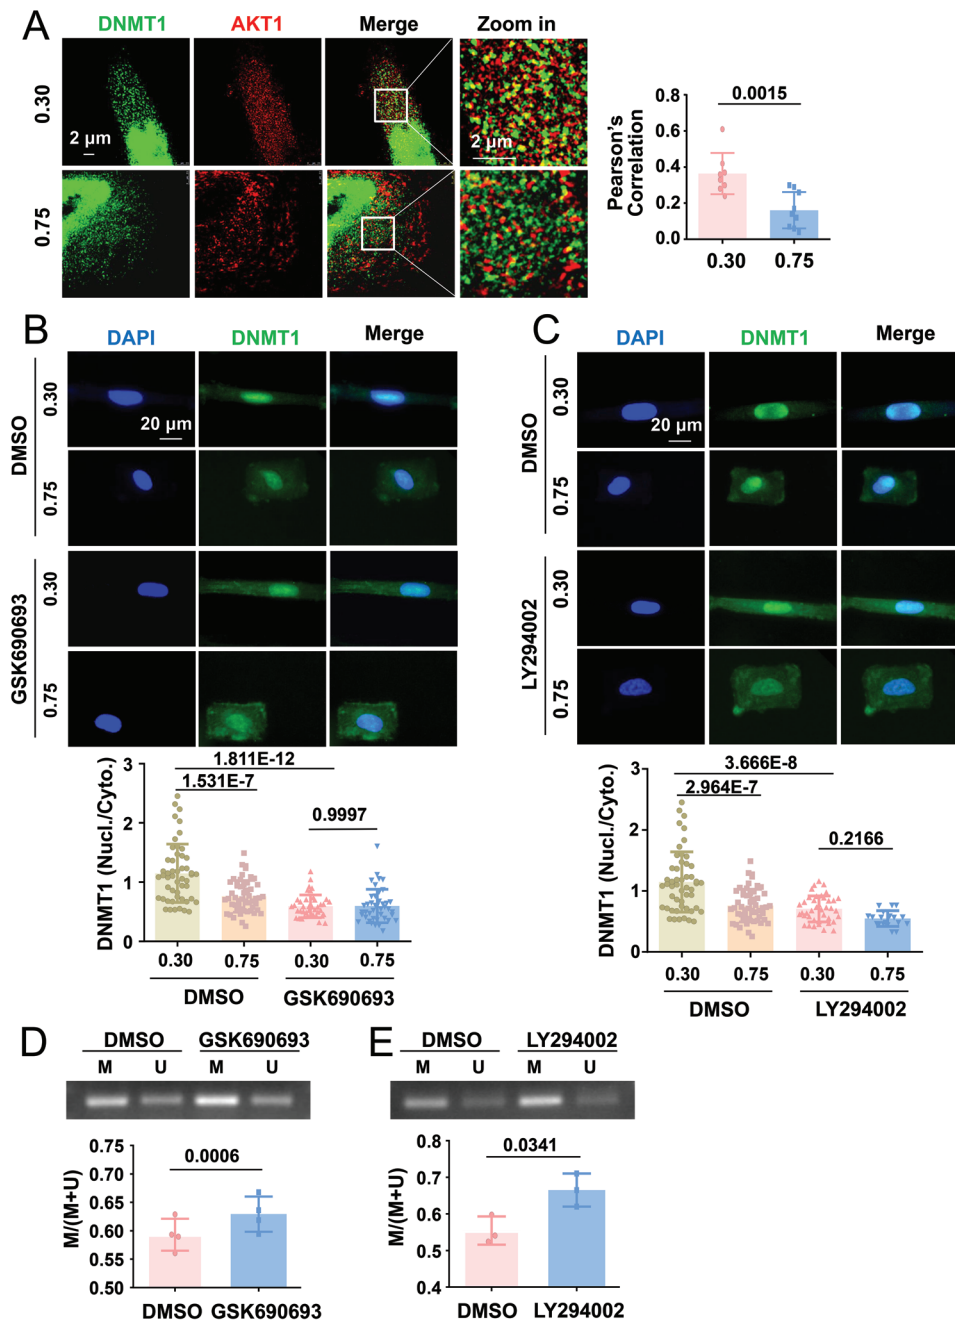 A
DNMT1 AKT1 Merge Zoom in
0.30
2 µm
2 µm
0.75
Pearson's
Correlation
0.8
0.6
0.4
0.2
0.0
0.0015
0.30 0.75
B
DAPI DNMT1 Merge
DMSO
0.30
20 µm
0.75
GSK690693
0.30
0.75
DNMT1 (Nucl./Cyto.)
3
2
1
0
1.811E-12
1.531E-7
0.9997
0.30 0.75 0.30 0.75
DMSO GSK690693
C
DAPI DNMT1 Merge
DMSO
0.30
20 µm
0.75
LY294002
0.30
0.75
DNMT1 (Nucl./Cyto.)
3
2
1
0
3.666E-8
2.964E-7
0.2166
0.30 0.75 0.30 0.75
DMSO LY294002
D
DMSO GSK690693
M U M U
M/(M+U)
0.75
0.70
0.65
0.60
0.55
0.50
0.0006
DMSO GSK690693
E
DMSO LY294002
M U M U
M/(M+U)
0.8
0.7
0.6
0.5
0.4
0.0341
DMSO LY294002